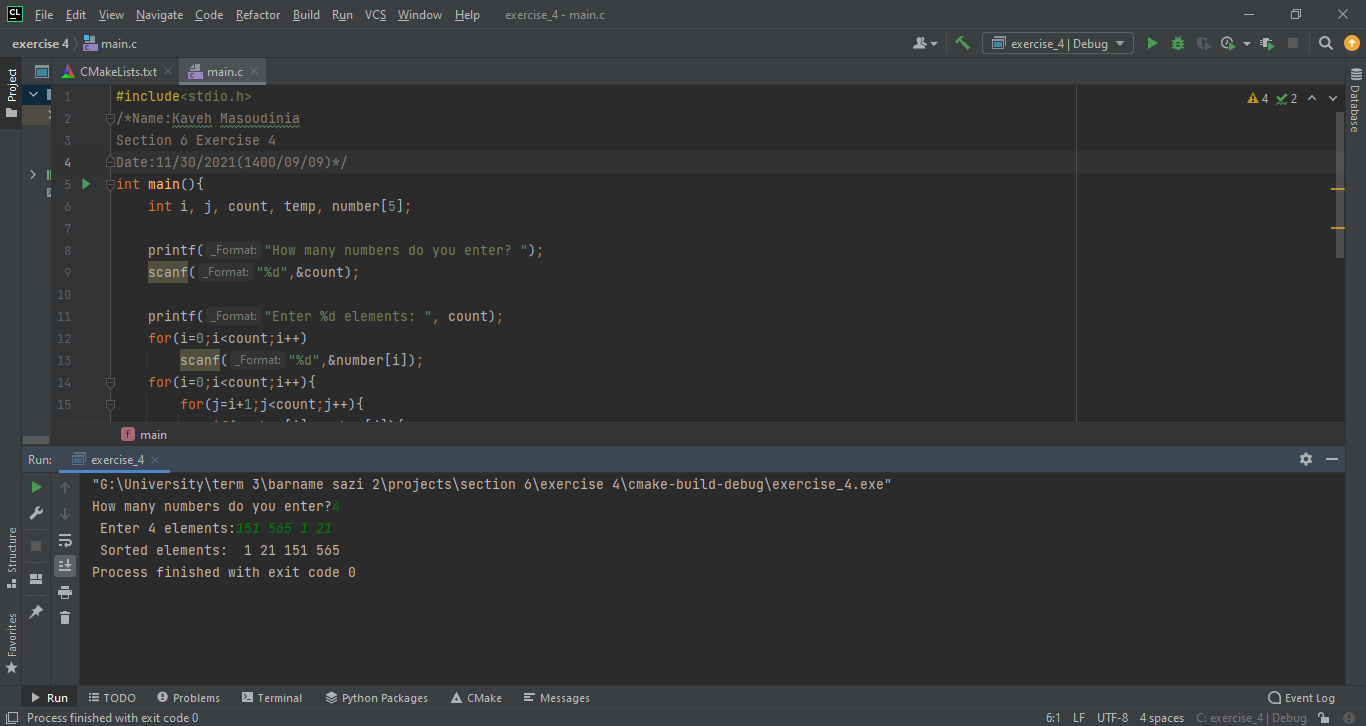 CL File Edit View Navigate Code Refactor Build Run VCS Window Help exercise_4 - main.c
exercise 4 main.c exercise_4 | Debug
Project CMakeLists.txt main.c
1 #include<stdio.h> 4 2
2 /*Name:Kaveh Masoudinia
3 Section 6 Exercise 4
4 Date:11/30/2021(1400/09/09)*/
5 int main(){
6 int i, j, count, temp, number[5];
7
8 printf( _Format: "How many numbers do you enter? ");
9 scanf( _Format: "%d",&count);
10
11 printf( _Format: "Enter %d elements: ", count);
12 for(i=0;i<count;i++)
13 scanf( _Format: "%d",&number[i]);
14 for(i=0;i<count;i++){
15 for(j=i+1;j<count;j++){
Database
f main
Run: exercise_4
"G:\University\term 3\barname sazi 2\projects\section 6\exercise 4\cmake-build-debug\exercise_4.exe"
How many numbers do you enter?4
Enter 4 elements:151 565 1 21
Sorted elements:  1 21 151 565
Process finished with exit code 0
Structure
Favorites
Run TODO Problems Terminal Python Packages CMake Messages Event Log
Process finished with exit code 0 6:1 LF UTF-8 4 spaces C: exercise_4 | Debug